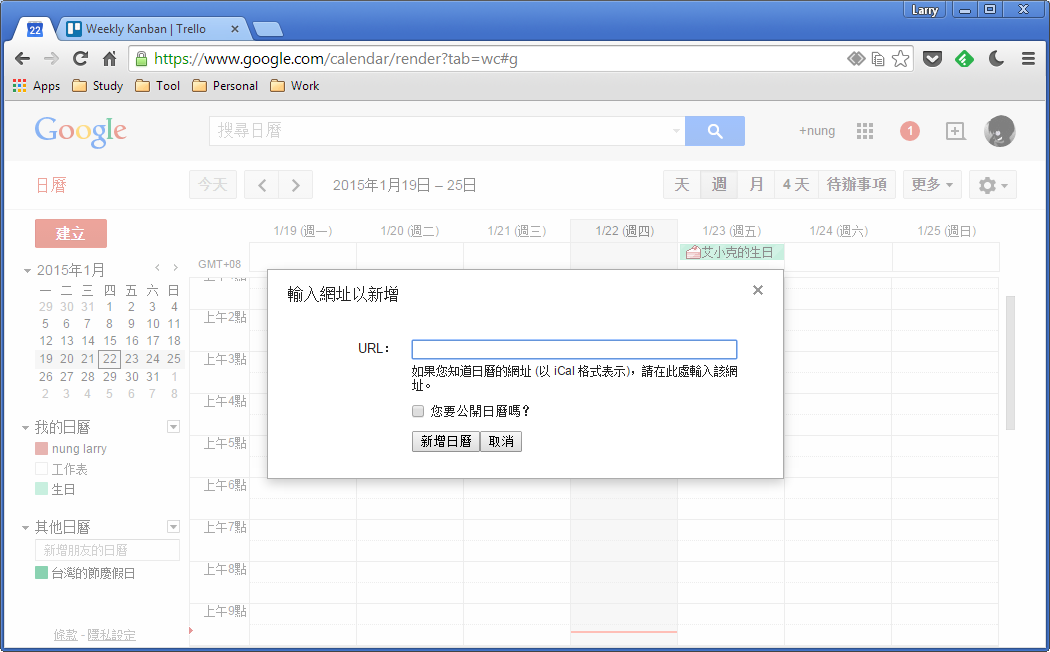 Larry
22
Weekly Kanban | Trello
https://www.google.com/calendar/render?tab=wc#g
Apps Study Tool Personal Work
Google
搜尋日曆
+nung
1
日曆
今天
2015年1月19日 – 25日
天 週 月 4 天 待辦事項 更多
建立
1/19 (週一) 1/20 (週二) 1/21 (週三) 1/22 (週四) 1/23 (週五) 1/24 (週六) 1/25 (週日)
GMT+08
艾小克的生日
2015年1月
一 二 三 四 五 六 日
29 30 31 1 2 3 4
5 6 7 8 9 10 11
12 13 14 15 16 17 18
19 20 21 22 23 24 25
26 27 28 29 30 31 1
2 3 4 5 6 7 8
我的日曆
nung larry
工作表
生日
其他日曆
新增朋友的日曆
台灣的節慶假日
條款 - 隱私設定
上午2點
上午3點
上午4點
上午5點
上午6點
上午7點
上午8點
上午9點
輸入網址以新增
URL：
如果您知道日曆的網址 (以 iCal 格式表示)，請在此處輸入該網
址。
您要公開日曆嗎？
新增日曆 取消